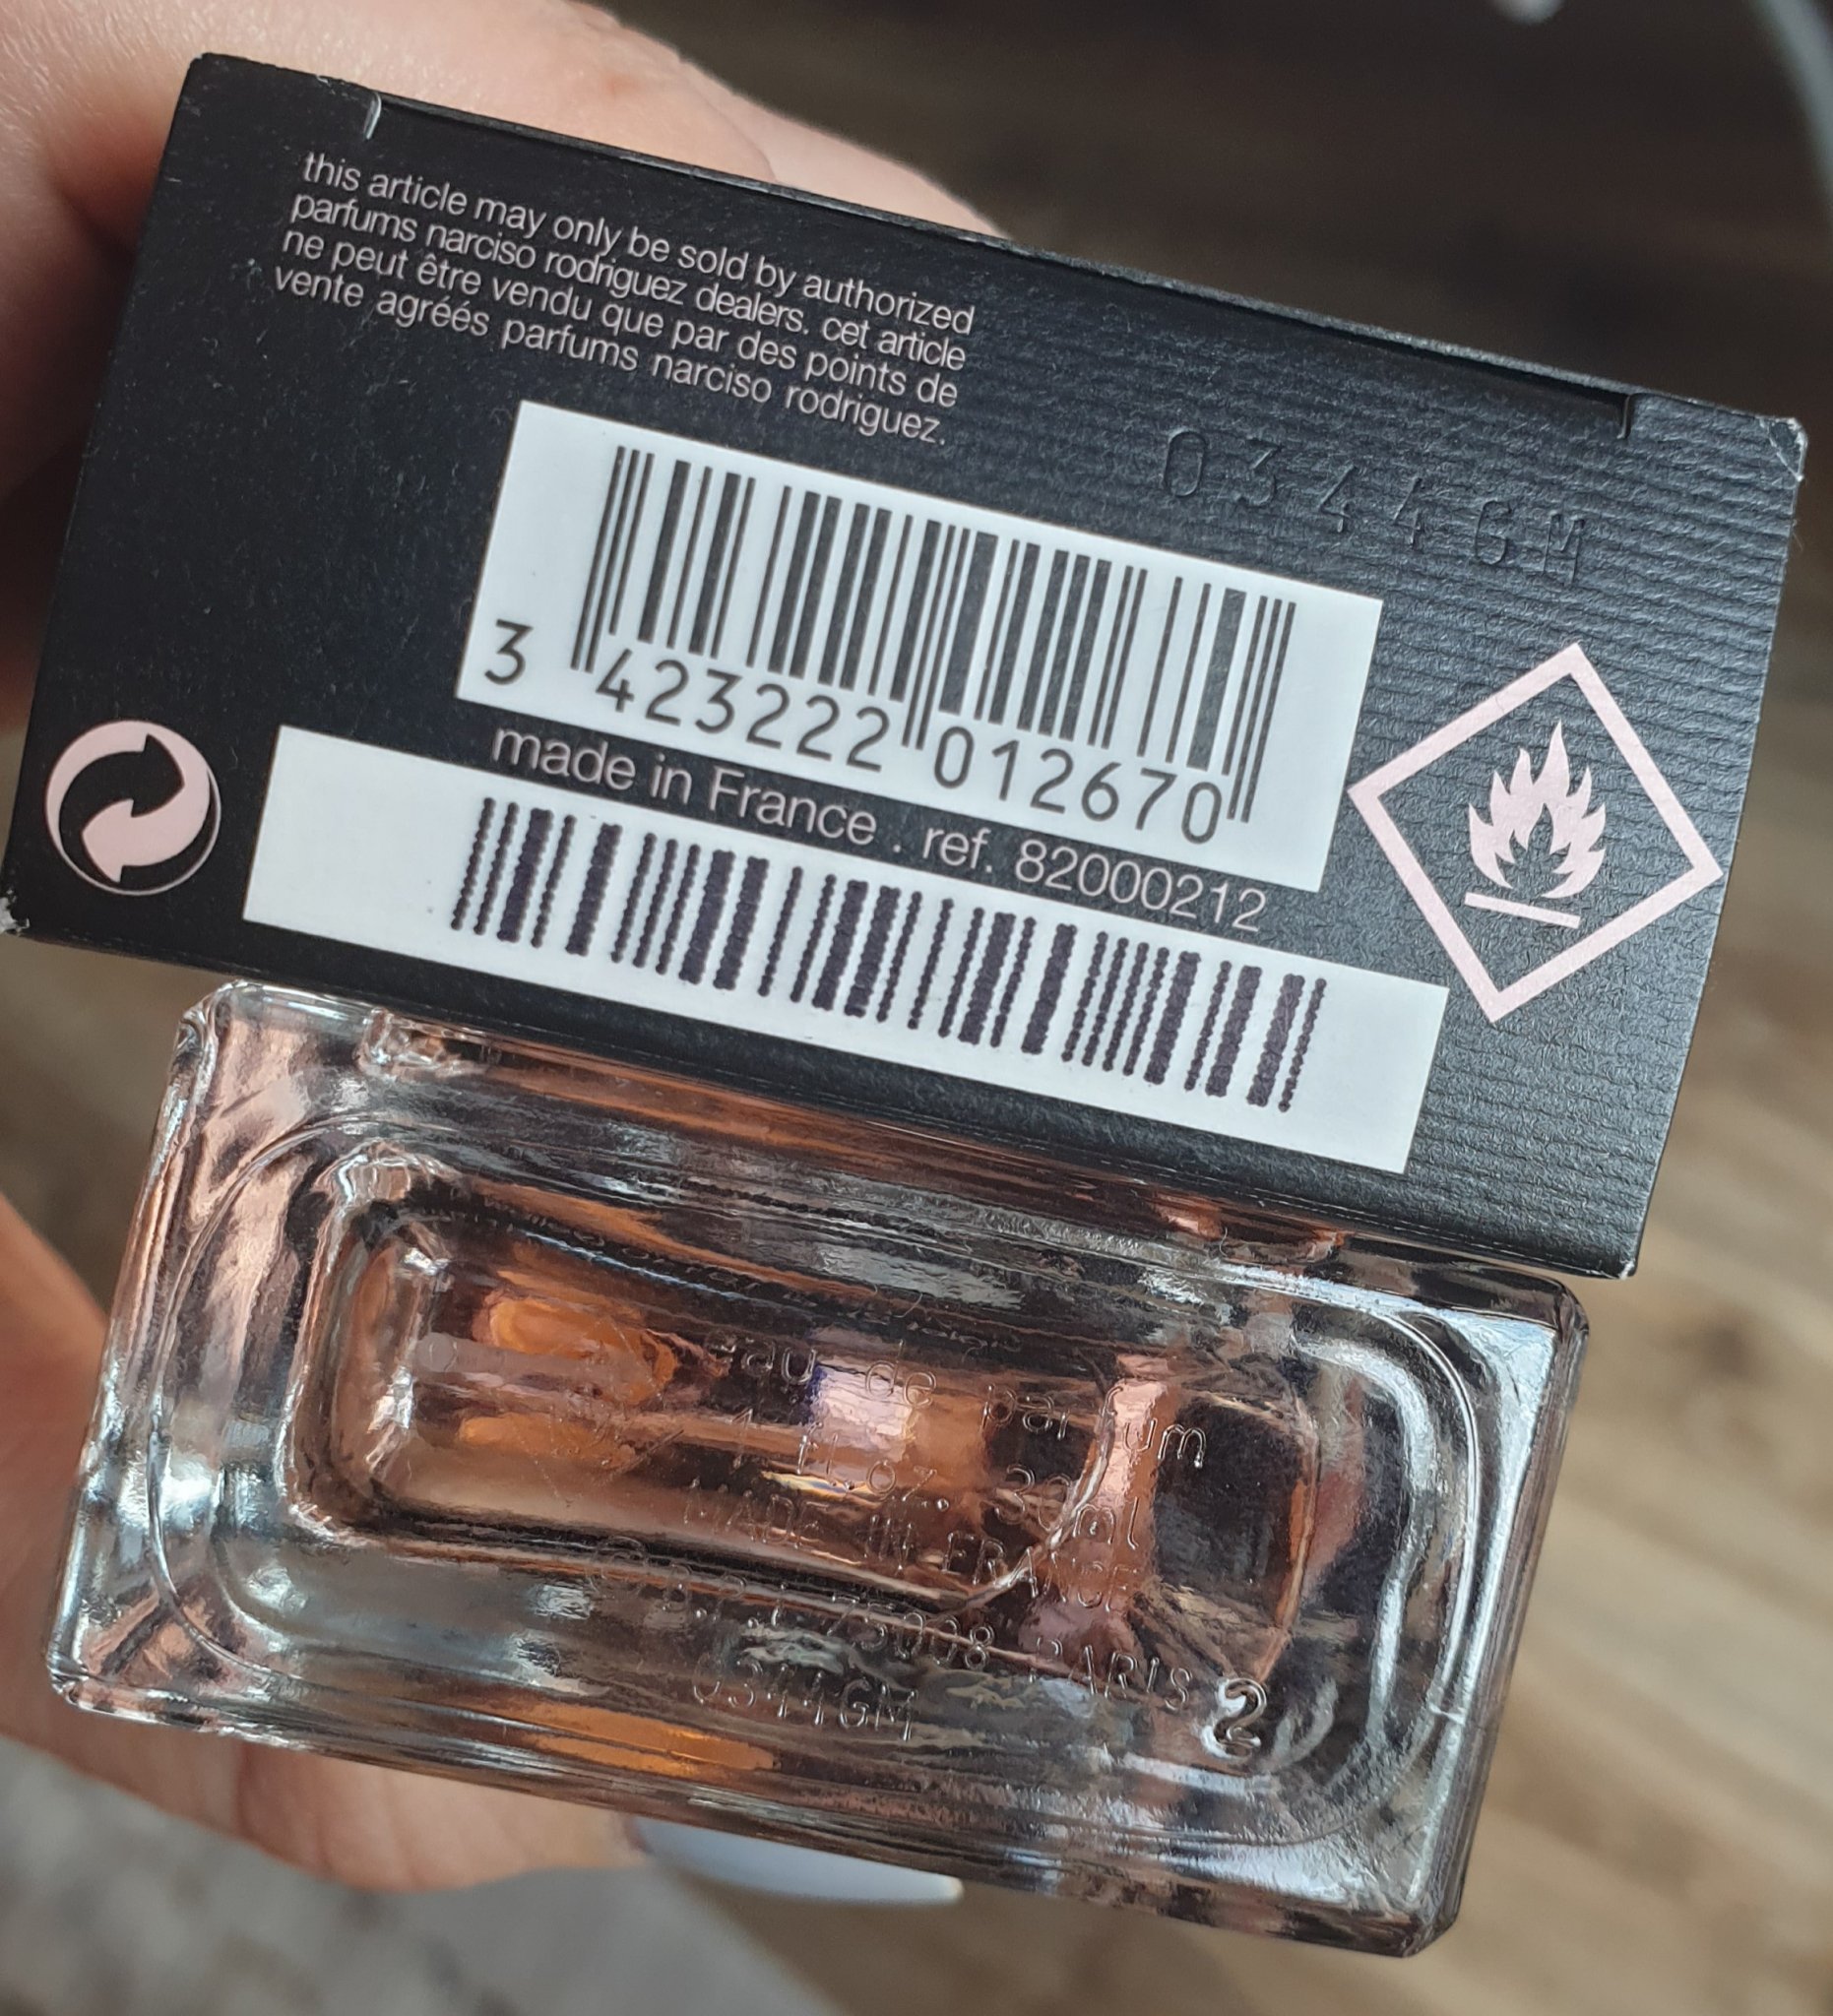 this article may only be sold by authorized
parfums narciso rodriguez dealers. cet article
ne peut être vendu que par des points de
vente agréés parfums narciso rodriguez.
0344GM
3 423222 012670
made in France . ref. 82000212
eau de parfum
1 fl.oz. 30ml
MADE IN FRANCE
75008 PARIS
2
0344GM